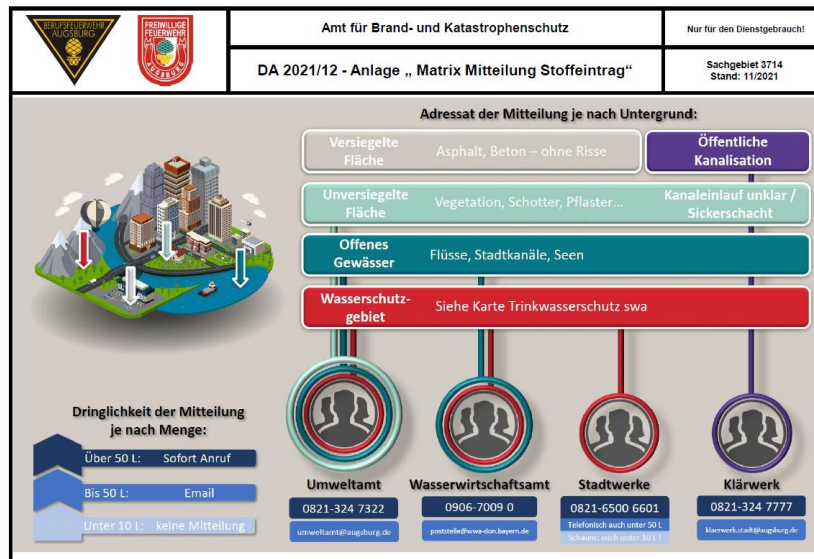 BERUFSFEUERWEHR
AUGSBURG
FREIWILLIGE
FEUERWEHR
AUGSBURG
Amt für Brand- und Katastrophenschutz
Nur für den Dienstgebrauch!
DA 2021/12 - Anlage „ Matrix Mitteilung Stoffeintrag“
Sachgebiet 3714
Stand: 11/2021
Adressat der Mitteilung je nach Untergrund:
Versiegelte
Fläche
Asphalt, Beton – ohne Risse
Öffentliche
Kanalisation
Unversiegelte
Fläche
Vegetation, Schotter, Pflaster...
Kanaleinlauf unklar /
Sickerschacht
Offenes
Gewässer
Flüsse, Stadtkanäle, Seen
Wasserschutz-
gebiet
Siehe Karte Trinkwasserschutz swa
Dringlichkeit der Mitteilung
je nach Menge:
Über 50 L: Sofort Anruf
Bis 50 L: Email
Unter 10 L: keine Mitteilung
Umweltamt
0821-324 7322
umweltamt@augsburg.de
Wasserwirtschaftsamt
0906-7009 0
poststelle@wwa-don.bayern.de
Stadtwerke
0821-6500 6601
Telefonisch auch unter 50 L
Schaum: auch unter 10 L !
Klärwerk
0821-324 7777
klaerwerk.stadt@augsburg.de